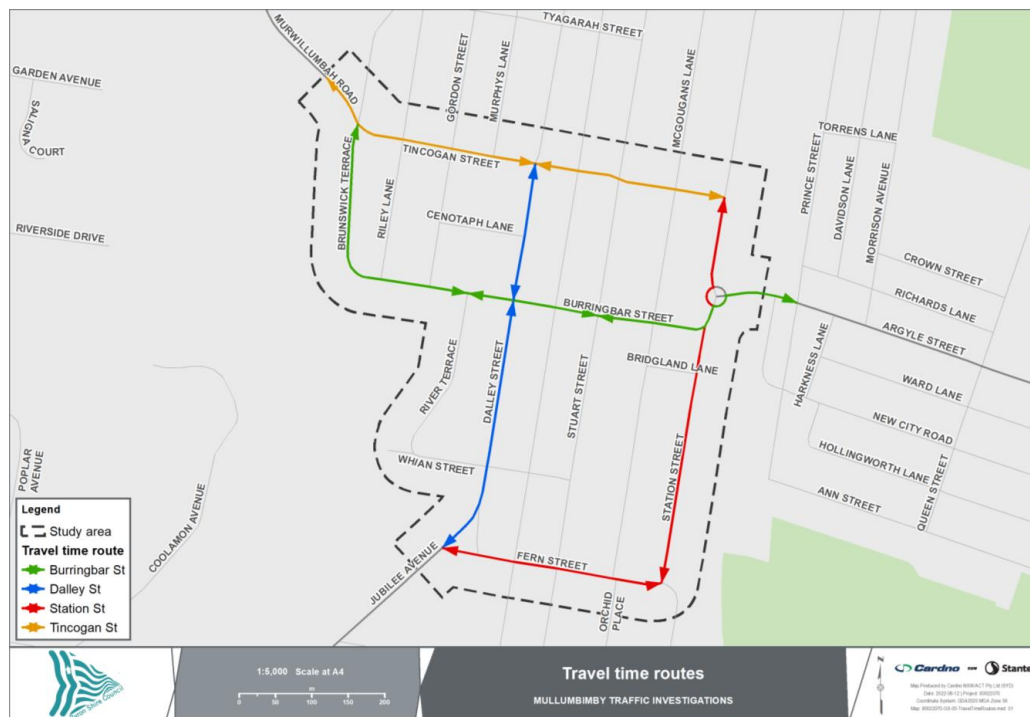 TYAGARAH STREET
MURWILLUMBAH ROAD
GORDON STREET
MURPHYS LANE
MCGOUGANS LANE
GARDEN AVENUE
SALIGNA
COURT
TORRENS LANE
PRINCE STREET
DAVIDSON LANE
MORRISON AVENUE
TINCOGAN STREET
BRUNSWICK TERRACE
RILEY LANE
CENOTAPH LANE
RIVERSIDE DRIVE
CROWN STREET
RICHARDS LANE
ARGYLE STREET
BURRINGBAR STREET
HARKNESS LANE
BRIDGLAND LANE
WARD LANE
RIVER TERRACE
DALLEY STREET
STUART STREET
NEW CITY ROAD
HOLLINGWORTH LANE
STATION STREET
WHIAN STREET
ANN STREET
QUEEN STREET
POPLAR
AVENUE
COOLAMON AVENUE
JUBILEE AVENUE
FERN STREET
ORCHID
PLACE
Legend
Study area
Travel time route
Burringbar St
Dalley St
Station St
Tincogan St
Shire Council
1:5,000 Scale at A4
m
0 50 100 150 200
Travel time routes
MULLUMBIMBY TRAFFIC INVESTIGATIONS
Cardno now Stante